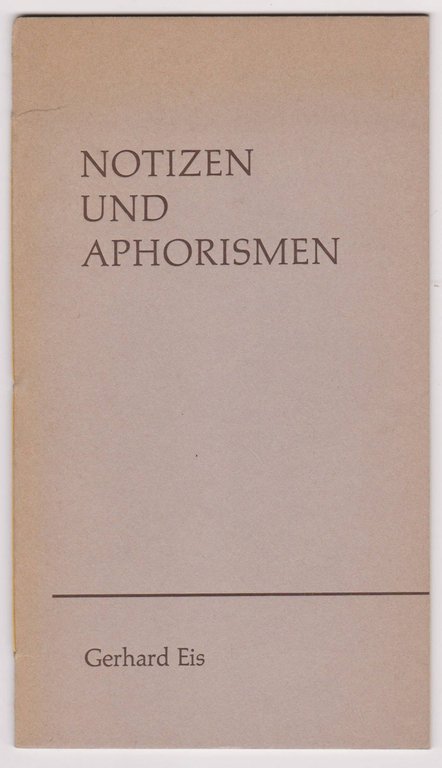 NOTIZEN
UND
APHORISMEN
Gerhard Eis